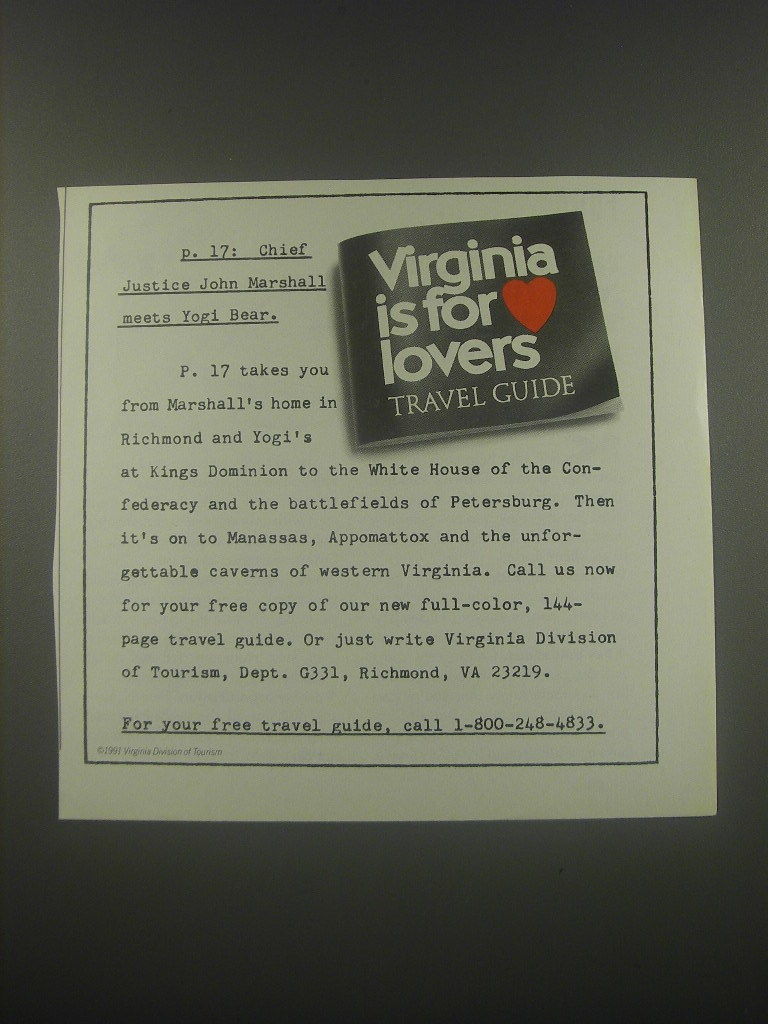 p. 17: Chief
Justice John Marshall
meets Yogi Bear.
Virginia
is for
lovers
TRAVEL GUIDE
P. 17 takes you
from Marshall's home in
Richmond and Yogi's
at Kings Dominion to the White House of the Con-
federacy and the battlefields of Petersburg. Then
it's on to Manassas, Appomattox and the unfor-
gettable caverns of western Virginia. Call us now
for your free copy of our new full-color, 144-
page travel guide. Or just write Virginia Division
of Tourism, Dept. G331, Richmond, VA 23219.
For your free travel guide, call 1-800-248-4833.
©1991 Virginia Division of Tourism